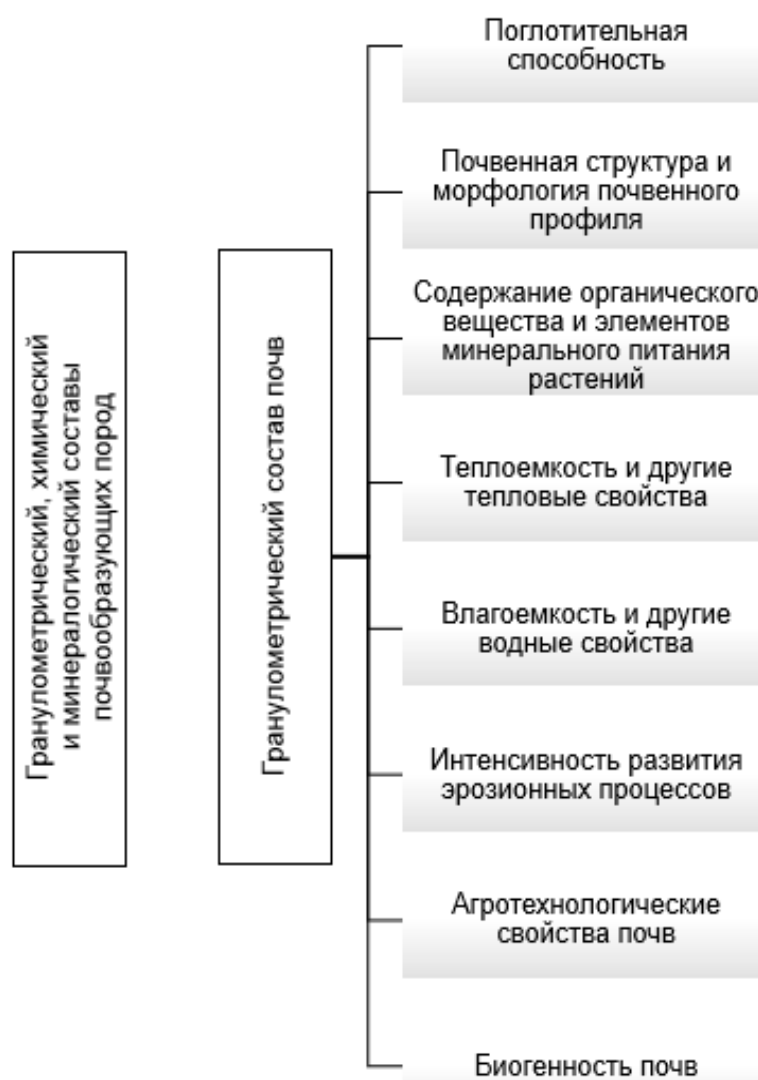 Гранулометрический, химический
и минералогический составы
почвообразующих пород
Гранулометрический состав почв
Поглотительная
способность
Почвенная структура и
морфология почвенного
профиля
Содержание органического
вещества и элементов
минерального питания
растений
Теплоемкость и другие
тепловые свойства
Влагоемкость и другие
водные свойства
Интенсивность развития
эрозионных процессов
Агротехнологические
свойства почв
Биогенность почв